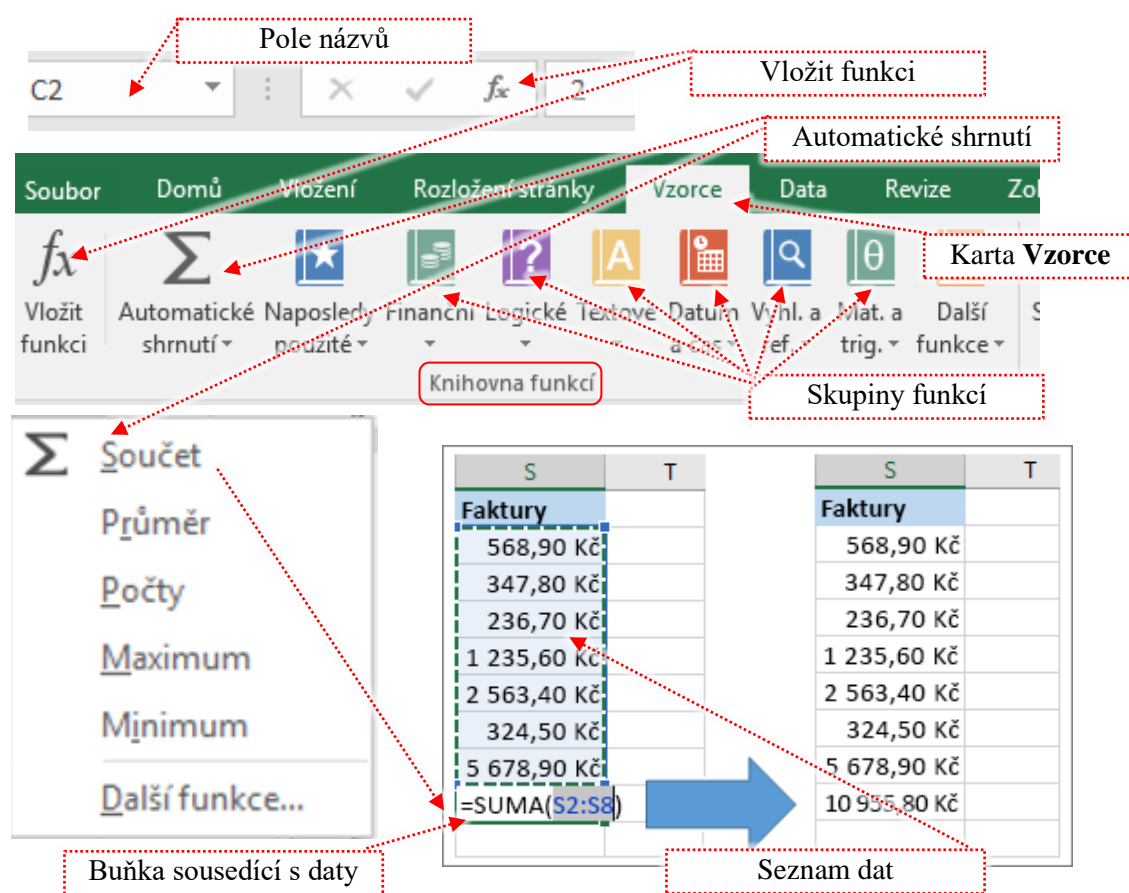 Pole názvů
Vložit funkci
C2
fx
2
Automatické shrnutí
Soubor Domů Vložení Rozložení stránky Vzorce Data Revize Zol
Karta Vzorce
fx Σ A ? θ
Vložit funkci
Automatické shrnutí
Naposledy použité
Finanční
Logické
Textové
Datum a čas
Vyhl. a ref.
Mat. a trig.
Další funkce
S
Knihovna funkcí
Skupiny funkcí
Σ Součet
Průměr
Počty
Maximum
Minimum
Další funkce...
S T
Faktury
568,90 Kč
347,80 Kč
236,70 Kč
1 235,60 Kč
2 563,40 Kč
324,50 Kč
5 678,90 Kč
=SUMA(S2:S8)
S T
Faktury
568,90 Kč
347,80 Kč
236,70 Kč
1 235,60 Kč
2 563,40 Kč
324,50 Kč
5 678,90 Kč
10 955,80 Kč
Buňka sousedící s daty
Seznam dat